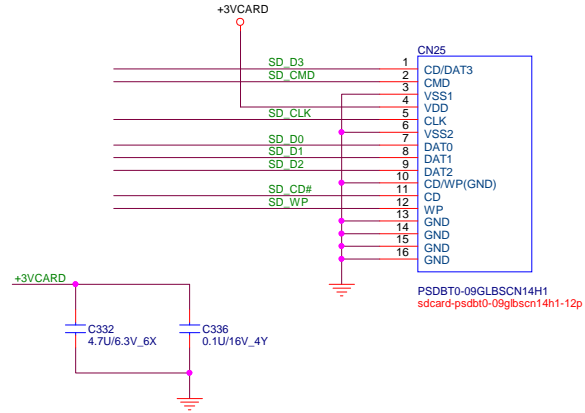 +3VCARD
CN25
SD_D3 1 CD/DAT3
SD_CMD 2 CMD
3 VSS1
4 VDD
SD_CLK 5 CLK
6 VSS2
SD_D0 7 DAT0
SD_D1 8 DAT1
SD_D2 9 DAT2
10 CD/WP(GND)
SD_CD# 11 CD
SD_WP 12 WP
13 GND
14 GND
15 GND
16 GND
PSDBT0-09GLBSCN14H1
sdcard-psdbt0-09glbscn14h1-12p
+3VCARD
C332
4.7U/6.3V_6X
C336
0.1U/16V_4Y